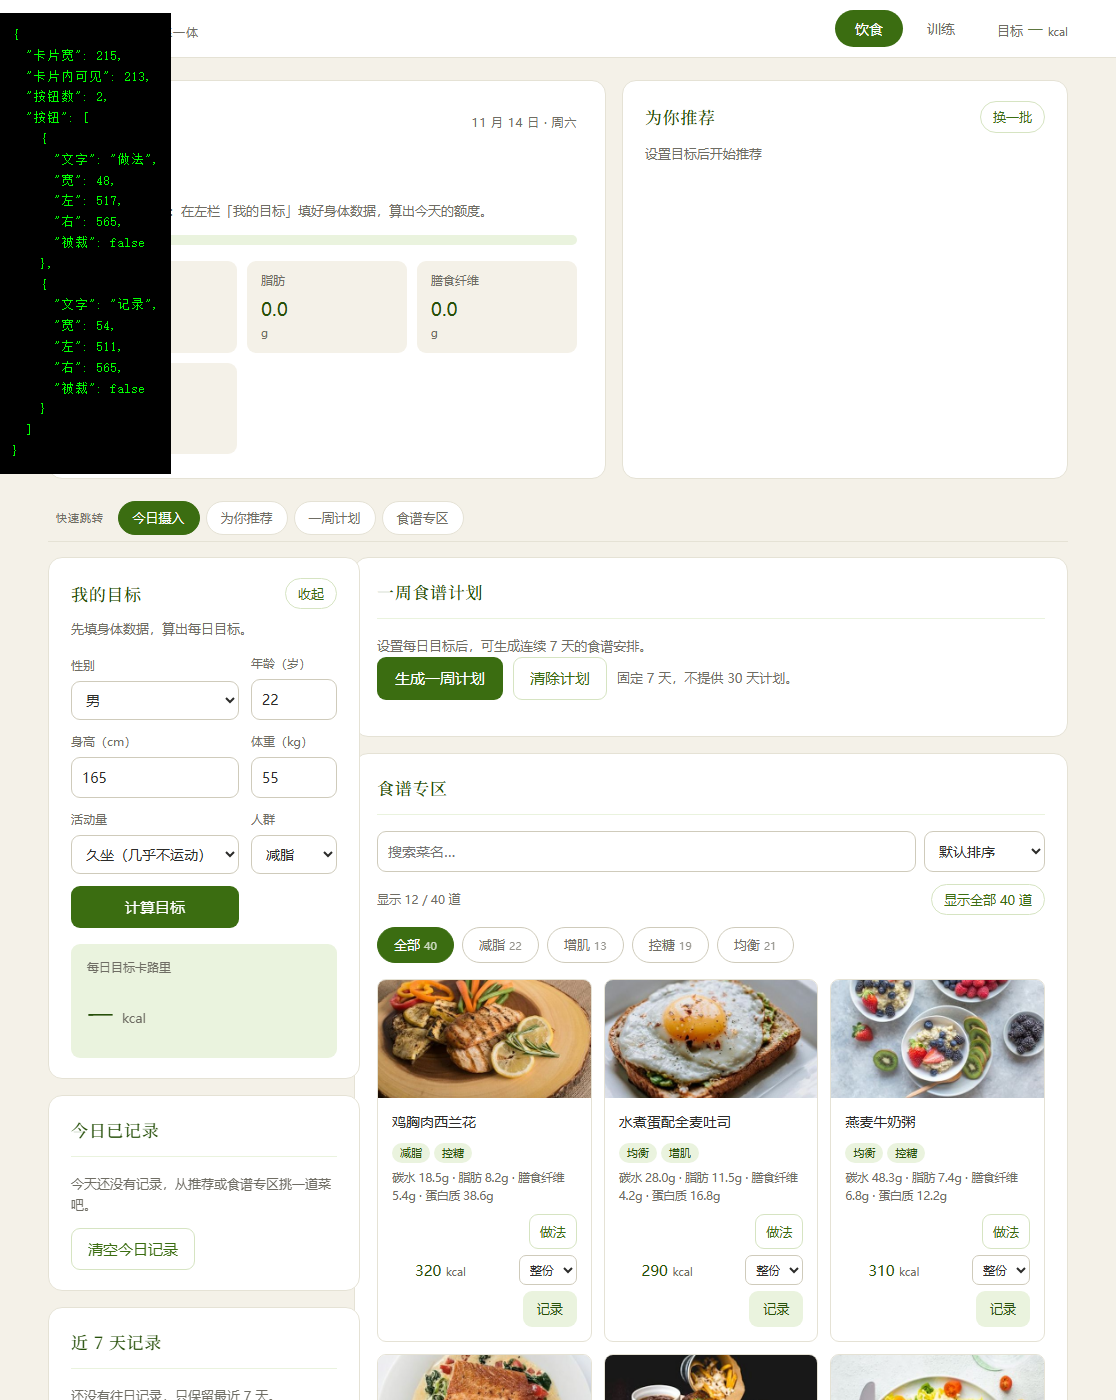 {
"卡片宽": 215,
"卡片内可见": 213,
"按钮数": 2,
"按钮": [
{
"文字": "做法",
"宽": 48,
"左": 517,
"右": 565,
"被裁": false
},
{
"文字": "记录",
"宽": 54,
"左": 511,
"右": 565,
"被裁": false
}
]
}
一体
饮食
训练
目标 — kcal
11 月 14 日 · 周六
在左栏「我的目标」填好身体数据，算出今天的额度。
脂肪
0.0
g
膳食纤维
0.0
g
为你推荐
换一批
设置目标后开始推荐
快速跳转
今日摄入
为你推荐
一周计划
食谱专区
我的目标
收起
先填身体数据，算出每日目标。
性别
年龄（岁）
男
22
身高（cm）
体重（kg）
165
55
活动量
人群
久坐（几乎不运动）
减脂
计算目标
每日目标卡路里
— kcal
今日已记录
今天还没有记录，从推荐或食谱专区挑一道菜
吧。
清空今日记录
近 7 天记录
还没有往日记录，只保留最近 7 天。
一周食谱计划
设置每日目标后，可生成连续 7 天的食谱安排。
生成一周计划
清除计划
固定 7 天，不提供 30 天计划。
食谱专区
搜索菜名...
默认排序
显示 12 / 40 道
显示全部 40 道
全部 40
减脂 22
增肌 13
控糖 19
均衡 21
鸡胸肉西兰花
减脂
控糖
碳水 18.5g · 脂肪 8.2g · 膳食纤维
5.4g · 蛋白质 38.6g
做法
320 kcal
整份
记录
水煮蛋配全麦吐司
均衡
增肌
碳水 28.0g · 脂肪 11.5g · 膳食纤维
4.2g · 蛋白质 16.8g
做法
290 kcal
整份
记录
燕麦牛奶粥
均衡
控糖
碳水 48.3g · 脂肪 7.4g · 膳食纤维
6.8g · 蛋白质 12.2g
做法
310 kcal
整份
记录